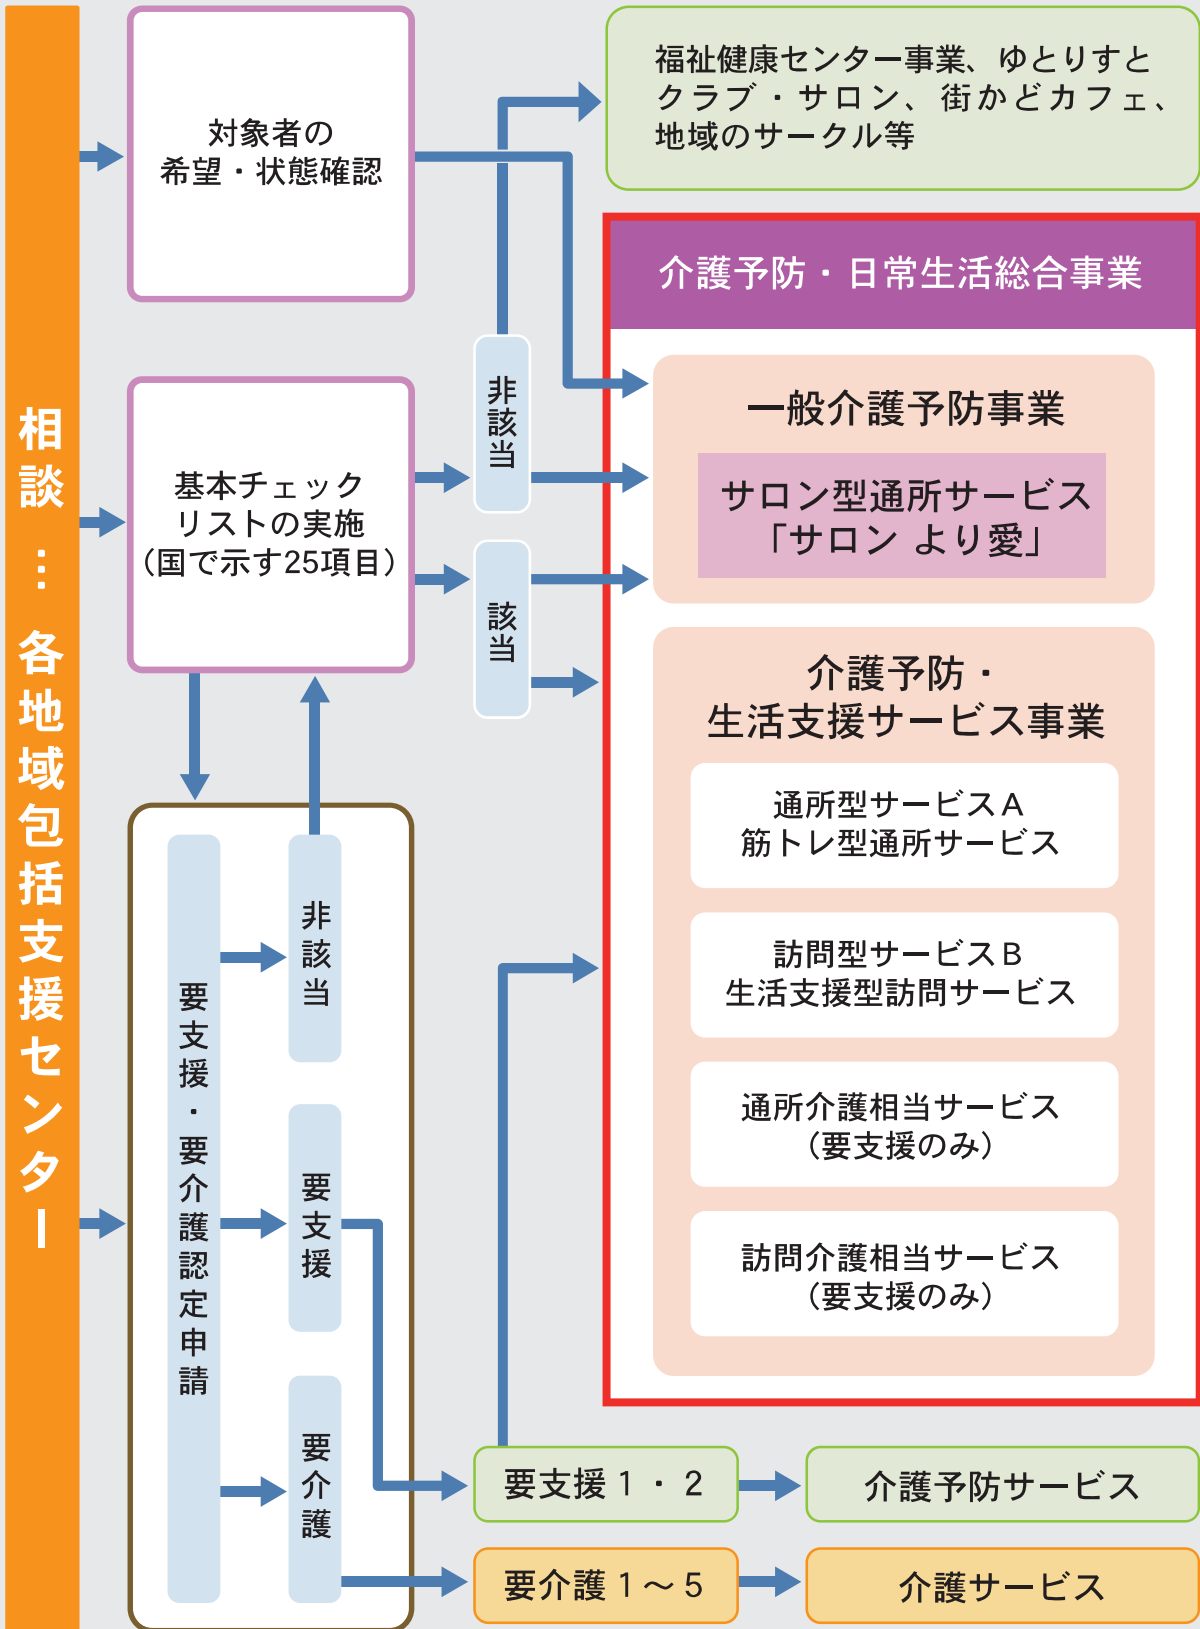 相談…各地域包括支援センター
対象者の
希望・状態確認
基本チェック
リストの実施
(国で示す25項目)
非該当
該当
要支援・要介護認定申請
非該当
要支援
要介護
福祉健康センター事業、ゆとりすと
クラブ・サロン、街かどカフェ、
地域のサークル等
介護予防・日常生活総合事業
一般介護予防事業
サロン型通所サービス
「サロン より愛」
介護予防・
生活支援サービス事業
通所型サービスA
筋トレ型通所サービス
訪問型サービスB
生活支援型訪問サービス
通所介護相当サービス
(要支援のみ)
訪問介護相当サービス
(要支援のみ)
要支援1・2
介護予防サービス
要介護1～5
介護サービス